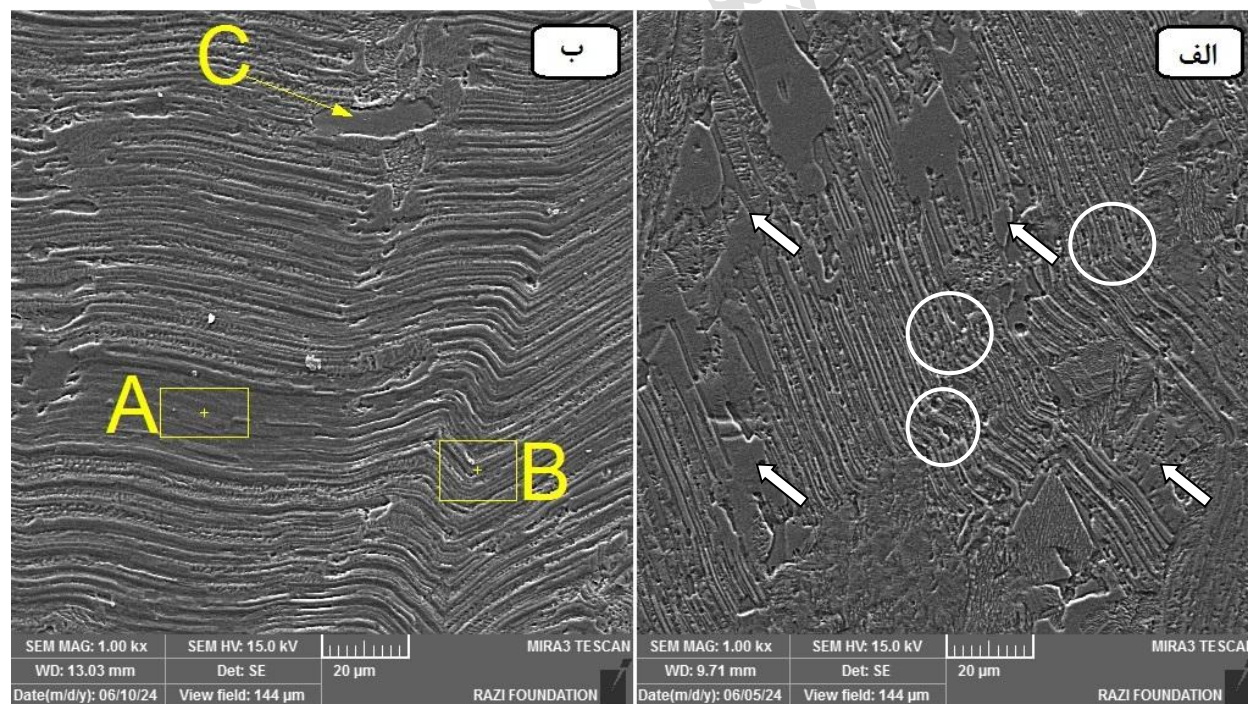 الف
ب
C
A
B
SEM MAG: 1.00 kx
SEM HV: 15.0 kV
MIRA3 TESCAN
WD: 13.03 mm
Det: SE
20 µm
Date(m/d/y): 06/10/24
View field: 144 µm
RAZI FOUNDATION
SEM MAG: 1.00 kx
SEM HV: 15.0 kV
MIRA3 TESCAN
WD: 9.71 mm
Det: SE
20 µm
Date(m/d/y): 06/05/24
View field: 144 µm
RAZI FOUNDATION